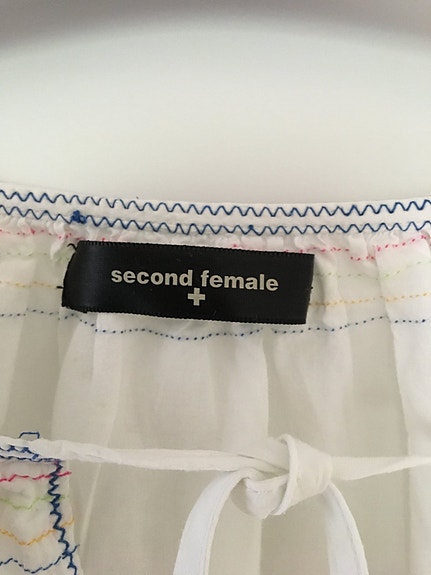 second female
+